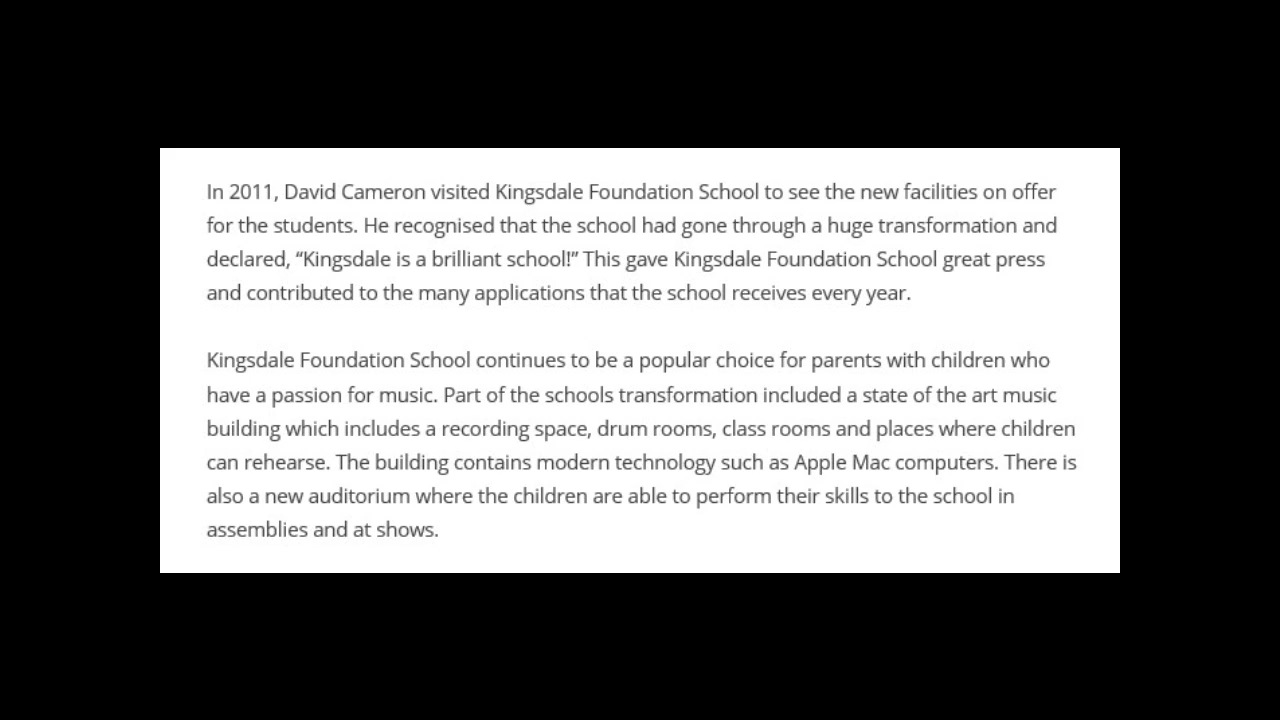 In 2011, David Cameron visited Kingsdale Foundation School to see the new facilities on offer
for the students. He recognised that the school had gone through a huge transformation and
declared, “Kingsdale is a brilliant school!” This gave Kingsdale Foundation School great press
and contributed to the many applications that the school receives every year.
Kingsdale Foundation School continues to be a popular choice for parents with children who
have a passion for music. Part of the schools transformation included a state of the art music
building which includes a recording space, drum rooms, class rooms and places where children
can rehearse. The building contains modern technology such as Apple Mac computers. There is
also a new auditorium where the children are able to perform their skills to the school in
assemblies and at shows.